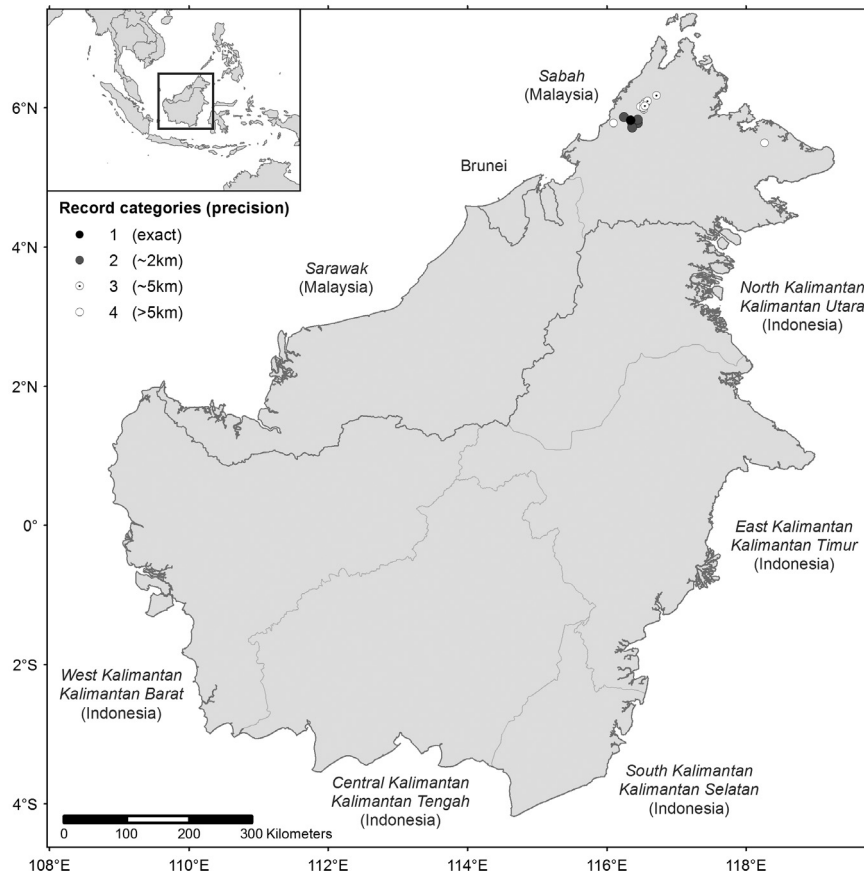 6°N
4°N
2°N
0°
2°S
4°S
Sabah
(Malaysia)
Brunei
Record categories (precision)
1 (exact)
2 (~2km)
3 (~5km)
4 (>5km)
Sarawak
(Malaysia)
North Kalimantan
Kalimantan Utara
(Indonesia)
East Kalimantan
Kalimantan Timur
(Indonesia)
West Kalimantan
Kalimantan Barat
(Indonesia)
Central Kalimantan
Kalimantan Tengah
(Indonesia)
South Kalimantan
Kalimantan Selatan
(Indonesia)
0 100 200 300 Kilometers
108°E 110°E 112°E 114°E 116°E 118°E